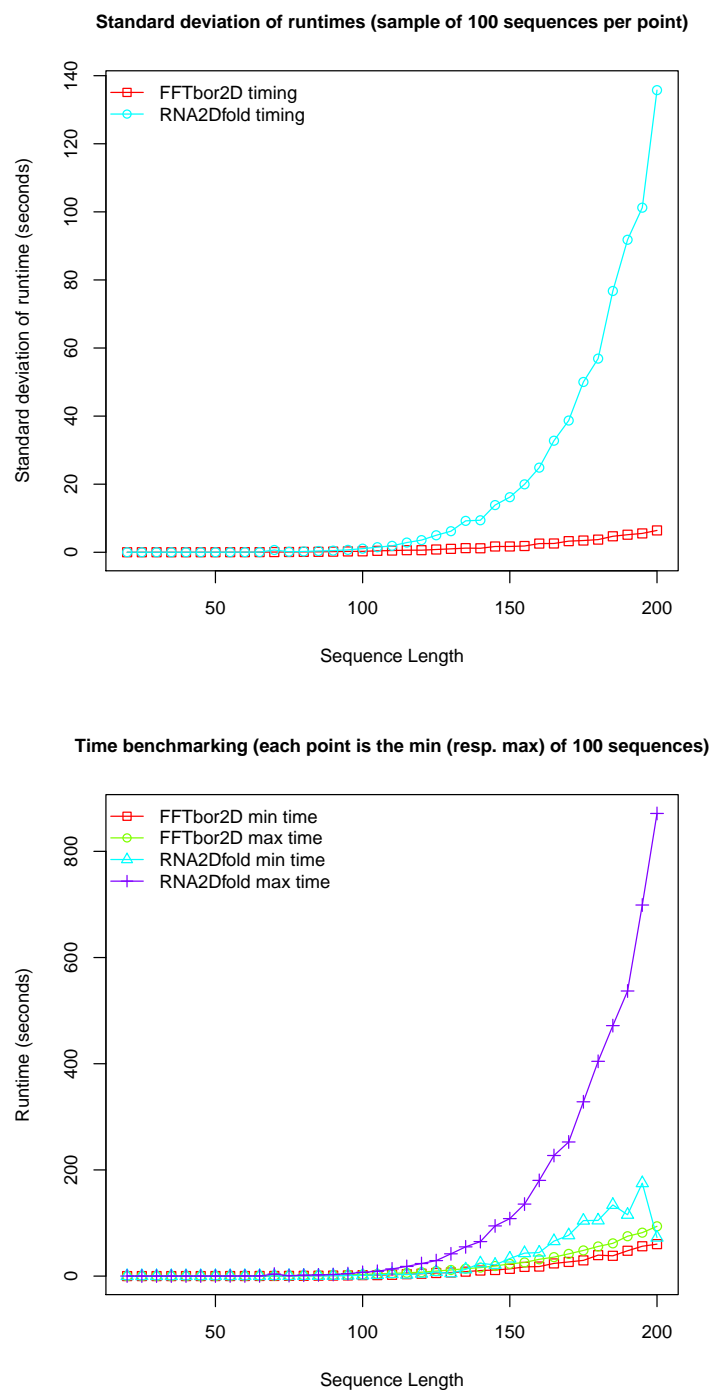 Standard deviation of runtimes (sample of 100 sequences per point)
FFTbor2D timing
RNA2Dfold timing
Standard deviation of runtime (seconds)
140
120
100
80
60
40
20
0
50 100 150 200
Sequence Length
Time benchmarking (each point is the min (resp. max) of 100 sequences)
FFTbor2D min time
FFTbor2D max time
RNA2Dfold min time
RNA2Dfold max time
Runtime (seconds)
800
600
400
200
0
50 100 150 200
Sequence Length